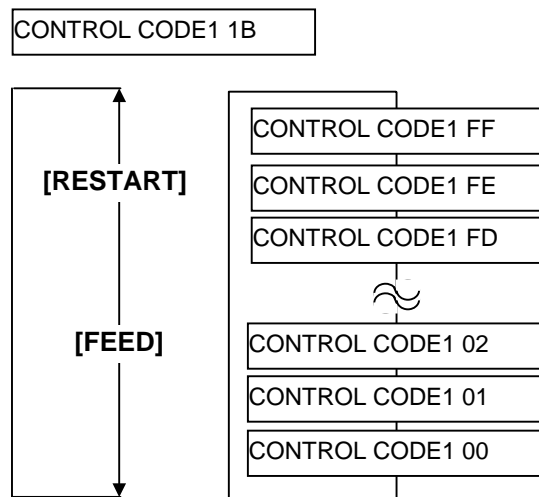 CONTROL CODE1 1B
CONTROL CODE1 FF
[RESTART]
CONTROL CODE1 FE
CONTROL CODE1 FD
[FEED]
CONTROL CODE1 02
CONTROL CODE1 01
CONTROL CODE1 00